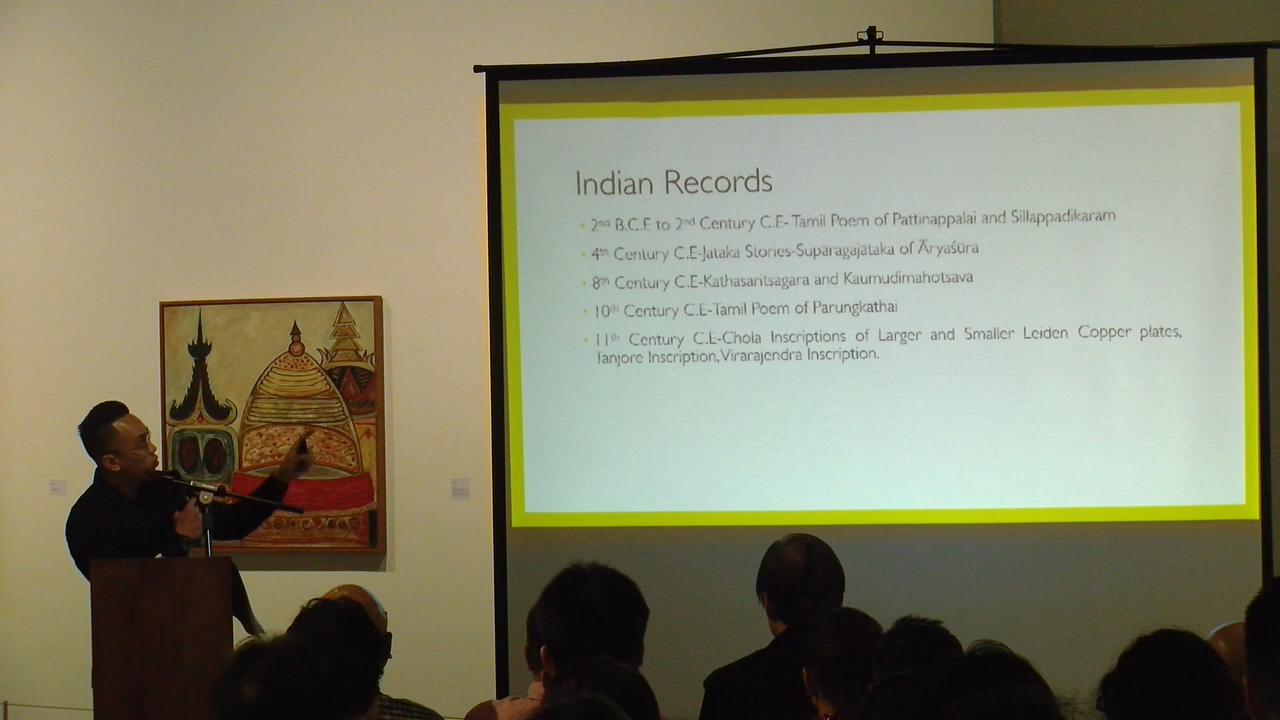 Indian Records
2nd B.C.E to 2nd Century C.E- Tamil Poem of Pattinappalai and Sillappadikaram
4th Century C.E-Jataka Stories-Suparagajataka of Āryaśūra
8th Century C.E-Kathasaritsagara and Kaumudimahotsava
10th Century C.E-Tamil Poem of Parungkathai
11th Century C.E-Chola Inscriptions of Larger and Smaller Leiden Copper plates,
Tanjore Inscription, Virarajendra Inscription.